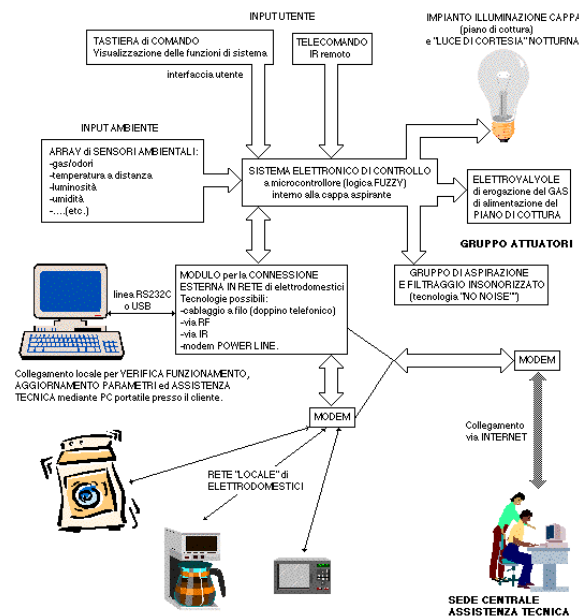 INPUT UTENTE
TASTIERA di COMANDO
Visualizzazione delle funzioni di sistema
interfaccia utente
TELECOMANDO
IR remoto
IMPIANTO ILLUMINAZIONE CAPPA
(piano di cottura)
e "LUCE DI CORTESIA" NOTTURNA
INPUT AMBIENTE
ARRAY di SENSORI AMBIENTALI:
-gas/odori
-temperatura a distanza
-luminosità
-umidità
-....(etc.)
SISTEMA ELETTRONICO DI CONTROLLO
a microcontrollore (logica FUZZY)
interno alla cappa aspirante
ELETTROVALVOLE
di erogazione del GAS
di alimentazione del
PIANO DI COTTURA
GRUPPO ATTUATORI
GRUPPO DI ASPIRAZIONE
E FILTRAGGIO INSONORIZZATO
(tecnologia "NO NOISE"")
MODULO per la CONNESSIONE
ESTERNA IN RETE di elettrodomestici
Tecnologie possibili:
-cablaggio a filo (doppino telefonico)
-via RF
-via IR
-modem POWER LINE.
linea RS232C
o USB
Collegamento locale per VERIFICA FUNZIONAMENTO,
AGGIORNAMENTO PARAMETRI ed ASSISTENZA
TECNICA mediante PC portatile presso il cliente.
MODEM
MODEM
Collegamento
via INTERNET
RETE "LOCALE" di
ELETTRODOMESTICI
SEDE CENTRALE
ASSISTENZA TECNICA